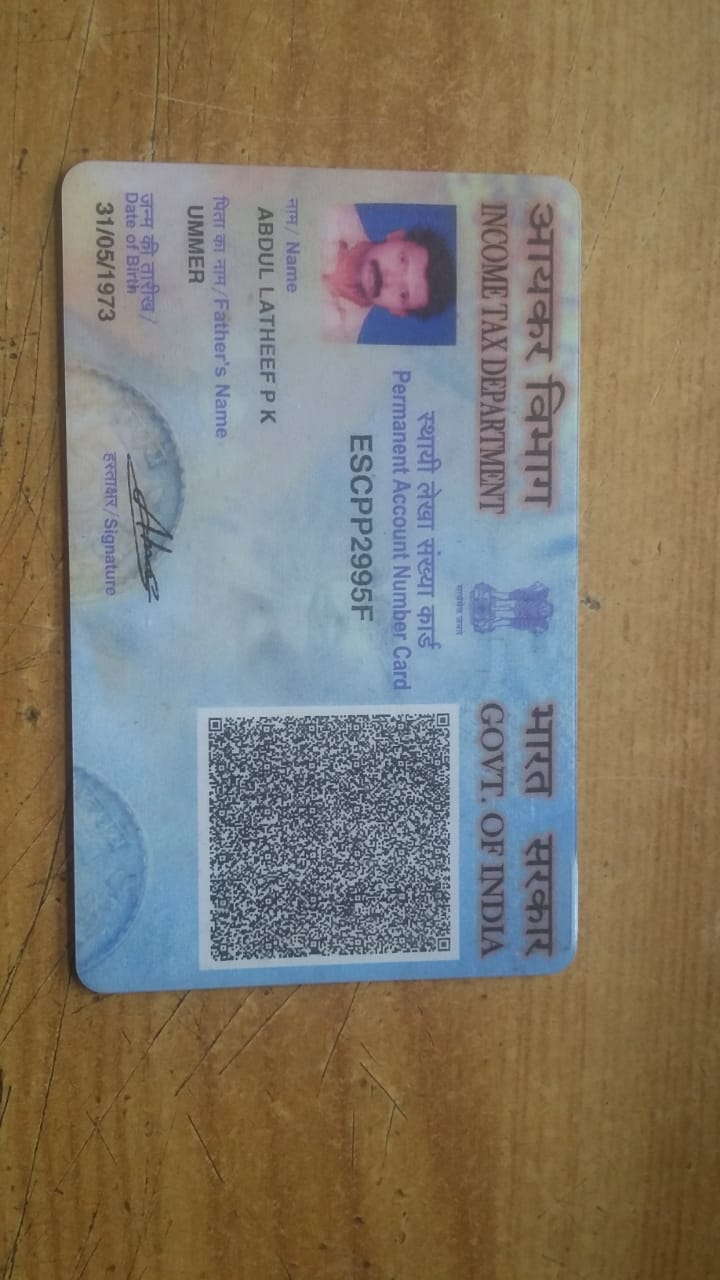 आयकर विभाग
INCOME TAX DEPARTMENT
भारत सरकार
GOVT. OF INDIA
सत्यमेव जयते
स्थायी लेखा संख्या कार्ड
Permanent Account Number Card
ESCPP2995F
नाम / Name
ABDUL LATHEEF P K
पिता का नाम / Father's Name
UMMER
जन्म की तारीख /
Date of Birth
31/05/1973
हस्ताक्षर / Signature